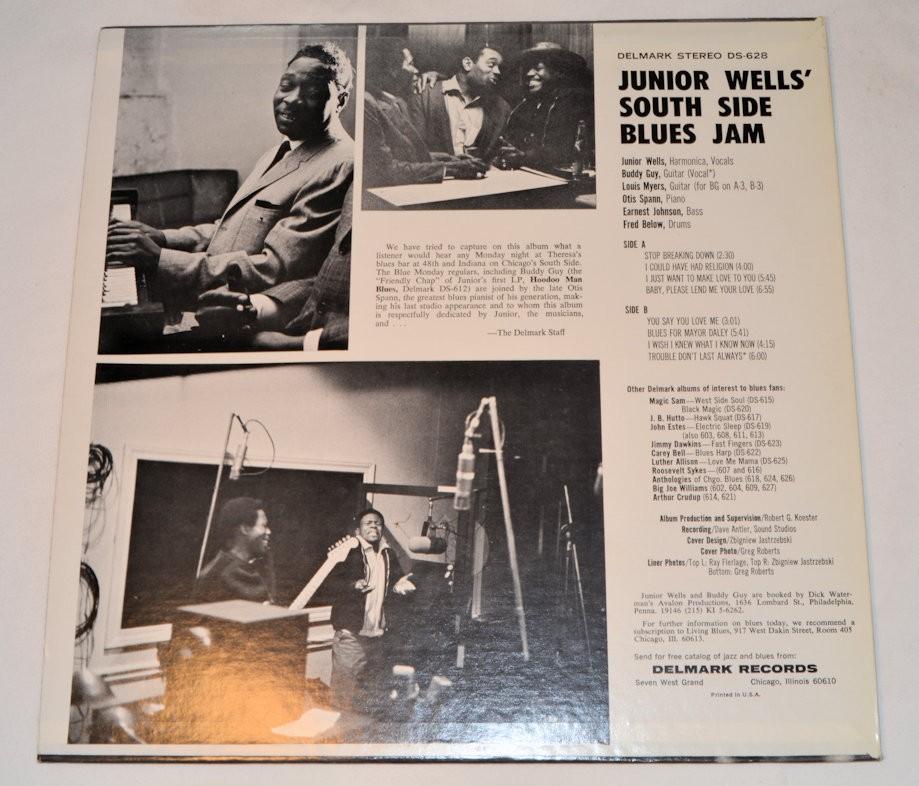 DELMARK STEREO DS-628
JUNIOR WELLS'
SOUTH SIDE
BLUES JAM
Junior Wells, Harmonica, Vocals
Buddy Guy, Guitar (Vocal*)
Louis Myers, Guitar (for BG on A-3, B-3)
Otis Spann, Piano
Earnest Johnson, Bass
Fred Below, Drums
SIDE A
STOP BREAKING DOWN (2:30)
I COULD HAVE HAD RELIGION (4:00)
I JUST WANT TO MAKE LOVE TO YOU (5:45)
BABY, PLEASE LEND ME YOUR LOVE (6:55)
SIDE B
YOU SAY YOU LOVE ME (3:01)
BLUES FOR MAYOR DALEY (5:41)
I WISH I KNEW WHAT I KNOW NOW (4:15)
TROUBLE DON'T LAST ALWAYS* (6:00)
We have tried to capture on this album what a
listener would hear any Monday night at Theresa's
blues bar at 48th and Indiana on Chicago's South Side.
The Blue Monday regulars, including Buddy Guy (the
"Friendly Chap" of Junior's first LP, Hoodoo Man
Blues, Delmark DS-612) are joined by the late Otis
Spann, the greatest blues pianist of his generation, mak-
ing his last studio appearance and to whom this album
is respectfully dedicated by Junior, the musicians,
and . . .
—The Delmark Staff
Other Delmark albums of interest to blues fans:
Magic Sam—West Side Soul (DS-615)
Black Magic (DS-620)
J. B. Hutto—Hawk Squat (DS-617)
John Estes—Electric Sleep (DS-619)
(also 603, 608, 611, 613)
Jimmy Dawkins—Fast Fingers (DS-623)
Carey Bell—Blues Harp (DS-622)
Luther Allison—Love Me Mama (DS-625)
Roosevelt Sykes—(607 and 616)
Anthologies of Chgo. Blues (618, 624, 626)
Big Joe Williams (602, 604, 609, 627)
Arthur Crudup (614, 621)
Album Production and Supervision/Robert G. Koester
Recording/Dave Antler, Sound Studios
Cover Design/Zbigniew Jastrzebski
Cover Photo/Greg Roberts
Liner Photos/Top L: Ray Flerlage, Top R: Zbigniew Jastrzebski
Bottom: Greg Roberts
Junior Wells and Buddy Guy are booked by Dick Water-
man's Avalon Productions, 1636 Lombard St., Philadelphia,
Penna. 19146 (215) KI 5-6262.
For further information on blues today, we recommend a
subscription to Living Blues, 917 West Dakin Street, Room 405
Chicago, Ill. 60613.
Send for free catalog of jazz and blues from:
DELMARK RECORDS
Seven West Grand Chicago, Illinois 60610
Printed in U.S.A.